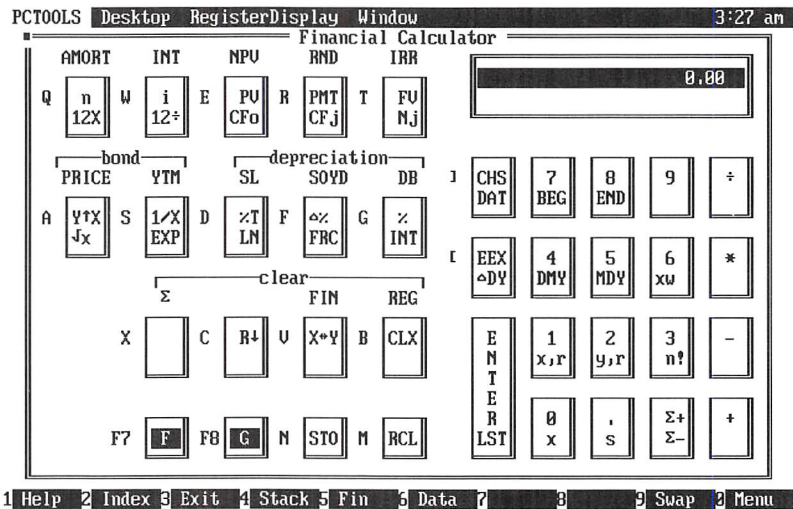 PCTOOLS Desktop RegisterDisplay Window 3:27 am
Financial Calculator
AMORT INT NPV RND IRR
0.00
Q n W i E PV R PMT T FV
12X 12÷ CFo CFj Nj
bond depreciation
PRICE YTM SL SOYD DB
] CHS 7 8 9 ÷
DAT BEG END
A Y↑X S 1/X D %T F △% G %
√x EXP LN FRC INT
[ EEX 4 5 6 *
△DY DMY MDY xw
clear
Σ FIN REG
X C R↓ V X↔Y B CLX
ENTER 1 2 3 -
x,r y,r n!
F7 F F8 G N STO M RCL
LST 0 . Σ+ +
x s Σ-
1 Help 2 Index 3 Exit 4 Stack 5 Fin 6 Data 7 8 9 Swap 0 Menu